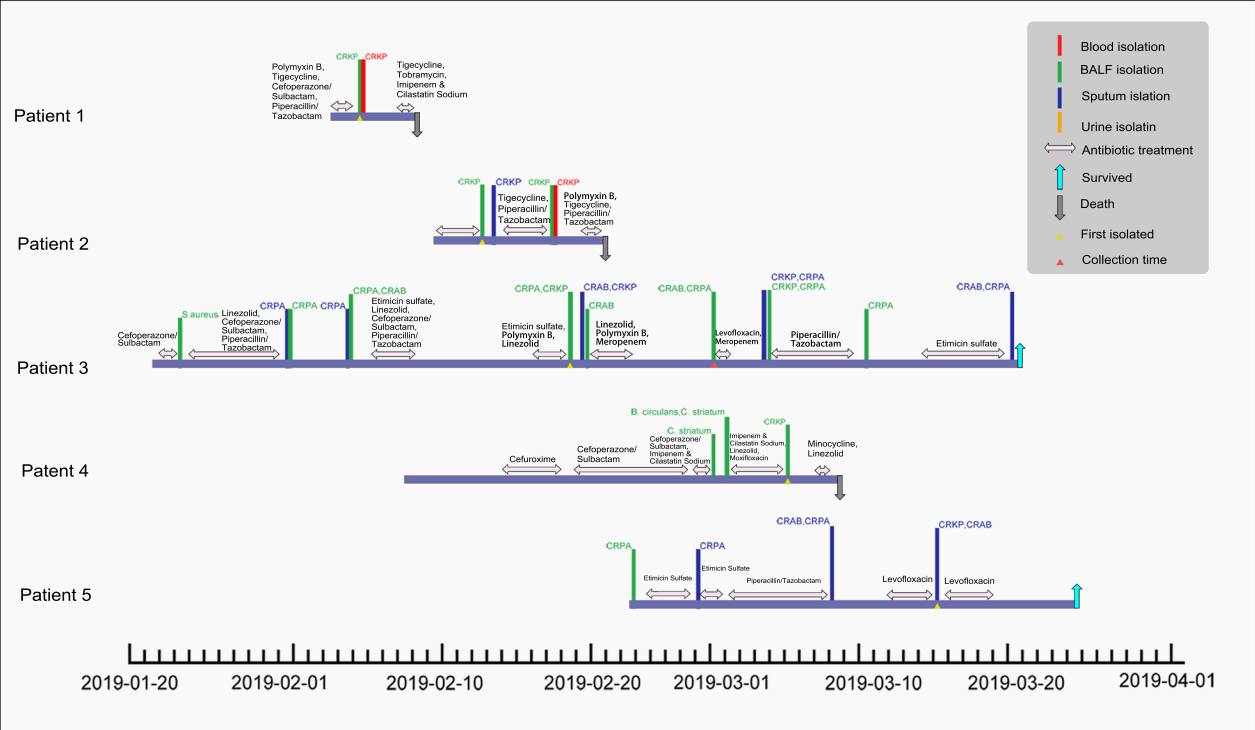 Blood isolation
BALF isolation
Sputum islation
Urine isolatin
Antibiotic treatment
Survived
Death
First isolated
Collection time
Patient 1
Polymyxin B,
Tigecycline,
Cefoperazone/
Sulbactam,
Piperacillin/
Tazobactam
CRKP
CRKP
Tigecycline,
Tobramycin,
Imipenem &
Cilastatin Sodium
Patient 2
CRKP
CRKP
Tigecycline,
Piperacillin/
Tazobactam
CRKP
CRKP
Polymyxin B,
Tigecycline,
Piperacillin/
Tazobactam
Patient 3
Cefoperazone/
Sulbactam
S.aureus
Linezolid,
Cefoperazone/
Sulbactam,
Piperacillin/
Tazobactam
CRPA
CRPA
CRPA
CRPA,CRAB
Etimicin sulfate,
Linezolid,
Cefoperazone/
Sulbactam,
Piperacillin/
Tazobactam
Etimicin sulfate,
Polymyxin B,
Linezolid
CRPA,CRKP
CRAB,CRKP
CRAB
Linezolid,
Polymyxin B,
Meropenem
CRAB,CRPA
Levofloxacin,
Meropenem
CRKP,CRPA
CRKP,CRPA
Piperacillin/
Tazobactam
CRPA
Etimicin sulfate
CRAB,CRPA
Patent 4
Cefuroxime
Cefoperazone/
Sulbactam
Cefoperazone/
Sulbactam,
Imipenem &
Cilastatin Sodium
C. striatum
B. circulans,C. striatum
Imipenem &
Cilastatin Sodium,
Linezolid,
Moxifloxacin
CRKP
Minocycline,
Linezolid
Patient 5
CRPA
Etimicin Sulfate
CRPA
Etimicin Sulfate
Piperacillin/Tazobactam
CRAB,CRPA
Levofloxacin
CRKP,CRAB
Levofloxacin
2019-01-20
2019-02-01
2019-02-10
2019-02-20
2019-03-01
2019-03-10
2019-03-20
2019-04-01